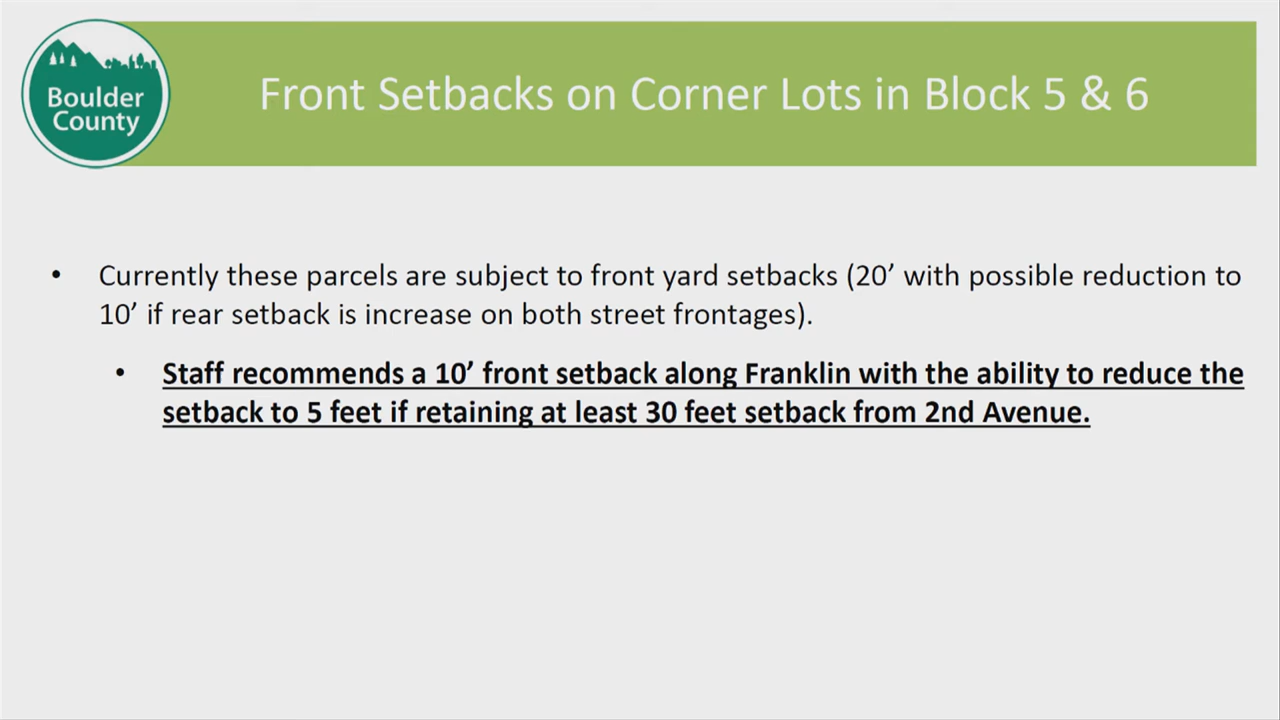 Boulder
County
Front Setbacks on Corner Lots in Block 5 & 6
• Currently these parcels are subject to front yard setbacks (20’ with possible reduction to
10’ if rear setback is increase on both street frontages).
• Staff recommends a 10’ front setback along Franklin with the ability to reduce the
setback to 5 feet if retaining at least 30 feet setback from 2nd Avenue.